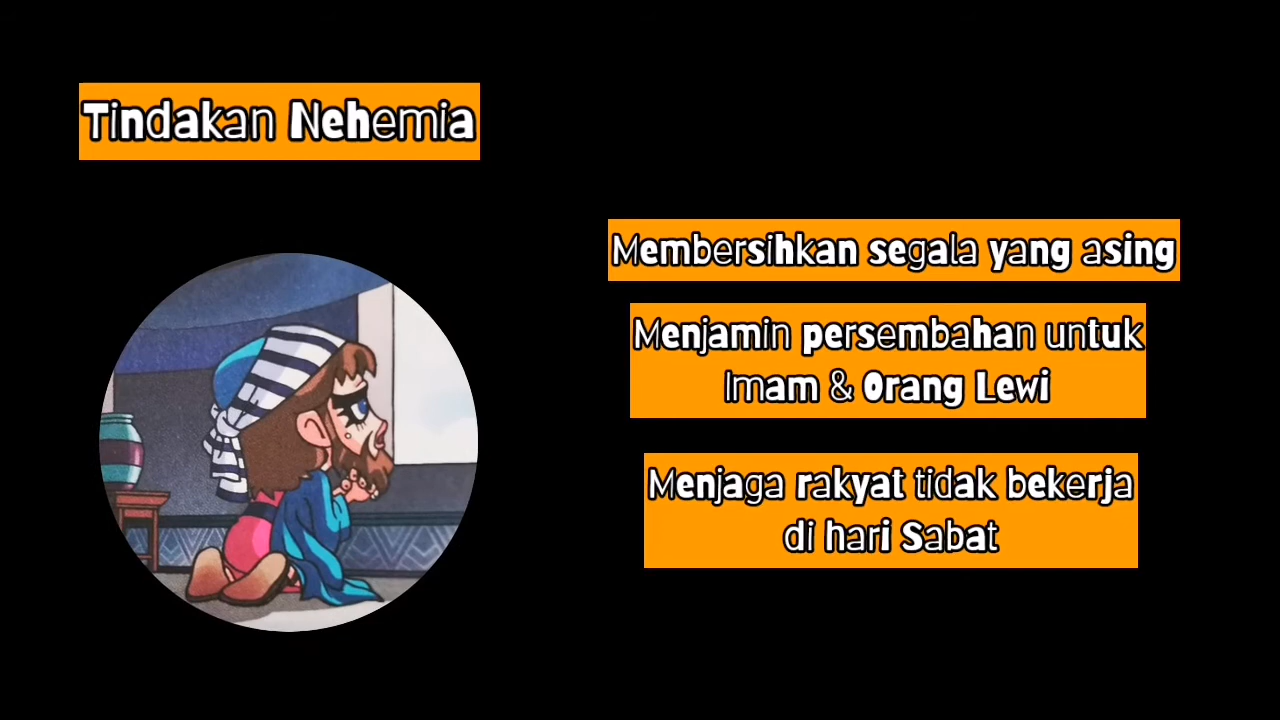 Tindakan Nehemia
Membersihkan segala yang asing
Menjamin persembahan untuk
Imam & Orang Lewi
Menjaga rakyat tidak bekerja
di hari Sabat